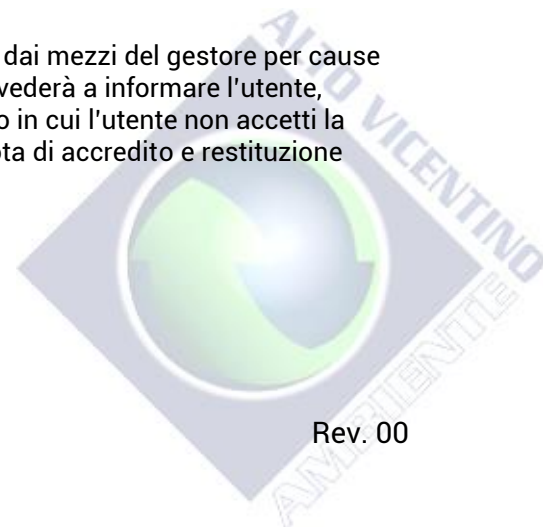 dai mezzi del gestore per cause
vederà a informare l'utente,
o in cui l'utente non accetti la
ota di accredito e restituzione
ALTO VICENTINO
AMBIENTE
Rev. 00